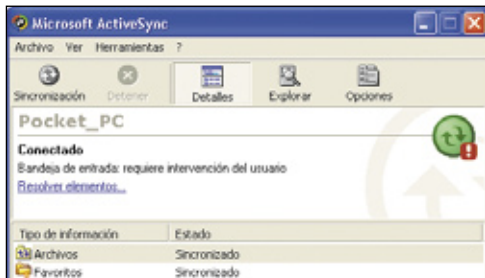 Microsoft ActiveSync
Archivo Ver Herramientas ?
Sincronización Detener Detalles Explorar Opciones
Pocket_PC
Conectado
Bandeja de entrada: requiere intervención del usuario
Resolver elementos...
Tipo de información Estado
Archivos Sincronizado
Favoritos Sincronizado